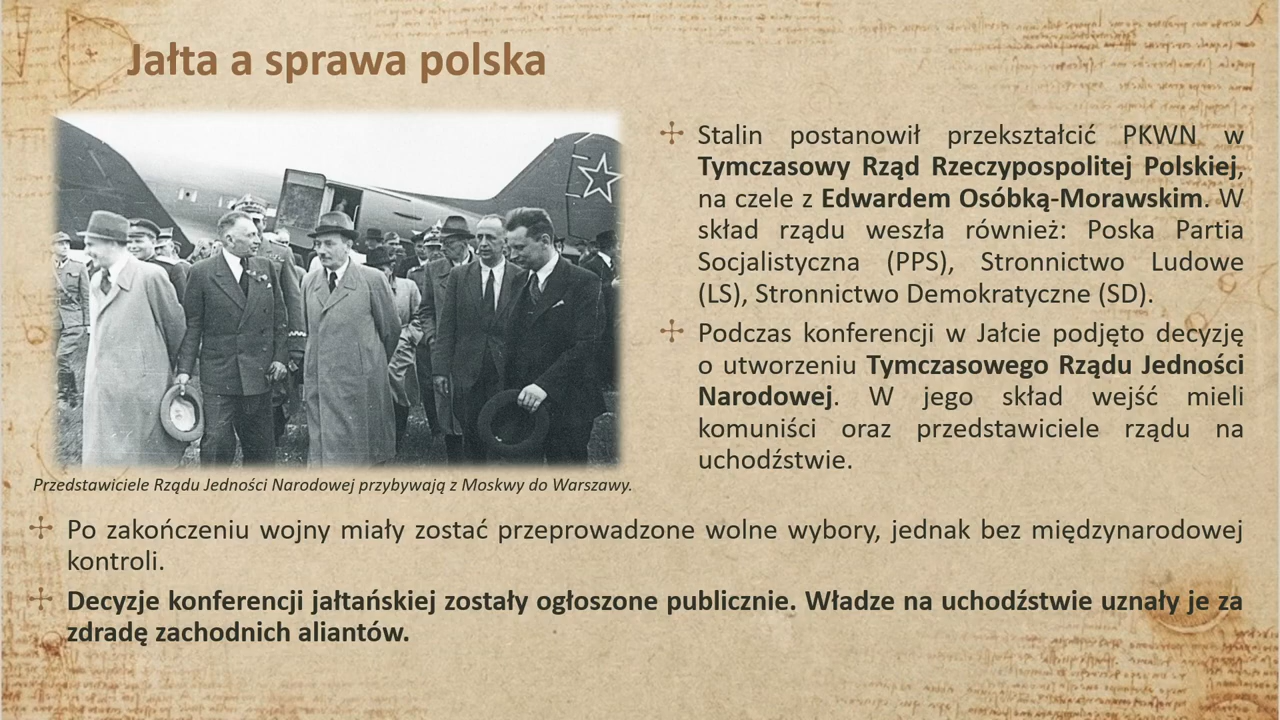 Jałta a sprawa polska
Stalin postanowił przekształcić PKWN w
Tymczasowy Rząd Rzeczypospolitej Polskiej,
na czele z Edwardem Osóbką-Morawskim. W
skład rządu weszła również: Poska Partia
Socjalistyczna (PPS), Stronnictwo Ludowe
(LS), Stronnictwo Demokratyczne (SD).
Podczas konferencji w Jałcie podjęto decyzję
o utworzeniu Tymczasowego Rządu Jedności
Narodowej. W jego skład wejść mieli
komuniści oraz przedstawiciele rządu na
uchodźstwie.
Przedstawiciele Rządu Jedności Narodowej przybywają z Moskwy do Warszawy.
Po zakończeniu wojny miały zostać przeprowadzone wolne wybory, jednak bez międzynarodowej
kontroli.
Decyzje konferencji jałtańskiej zostały ogłoszone publicznie. Władze na uchodźstwie uznały je za
zdradę zachodnich aliantów.